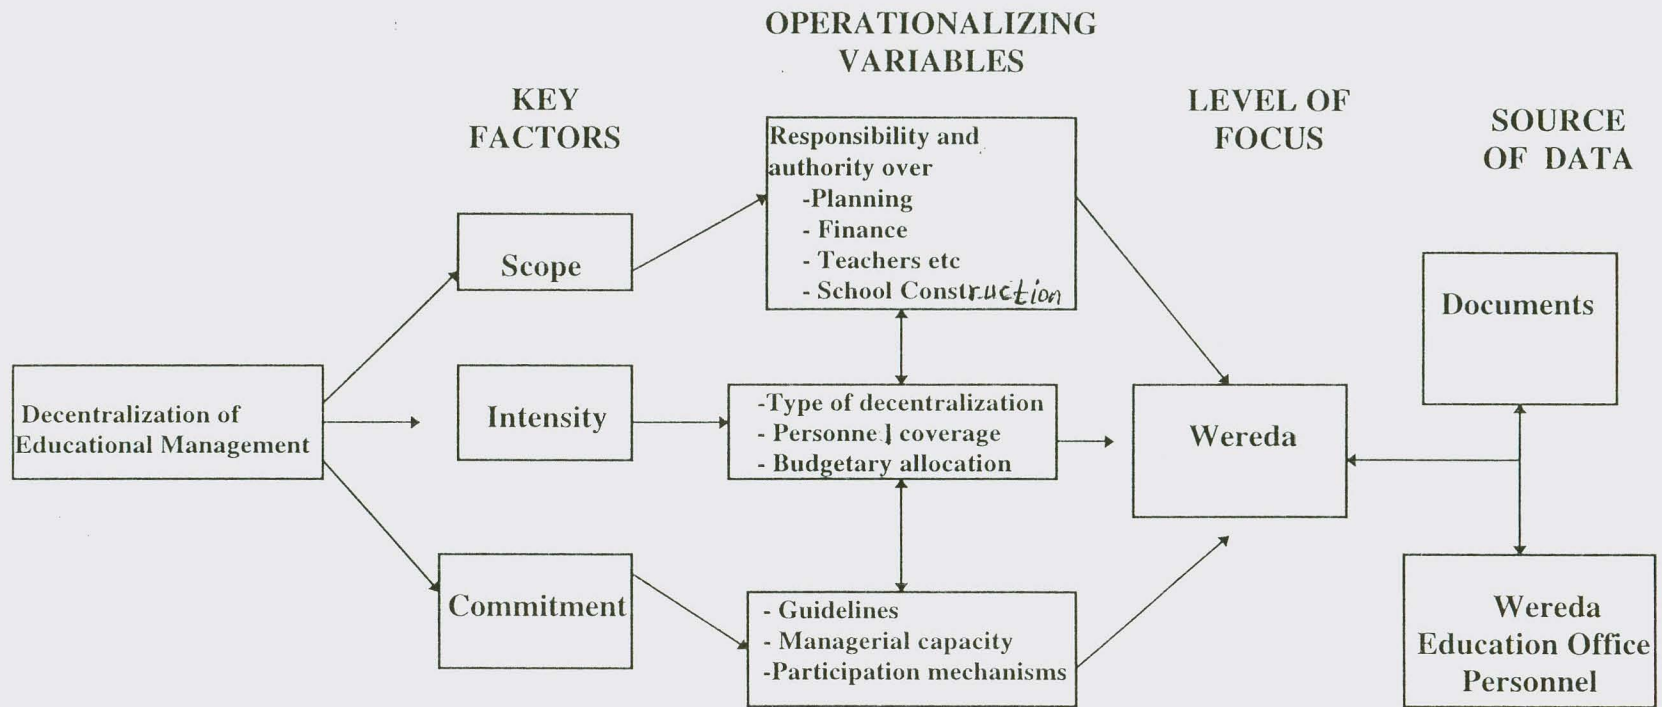 OPERATIONALIZING
VARIABLES
KEY
FACTORS
LEVEL OF
FOCUS
SOURCE
OF DATA
Responsibility and
authority over
-Planning
- Finance
- Teachers etc
- School Construction
Scope
Documents
Decentralization of
Educational Management
Intensity
-Type of decentralization
- Personnel coverage
- Budgetary allocation
Wereda
Commitment
- Guidelines
- Managerial capacity
-Participation mechanisms
Wereda
Education Office
Personnel